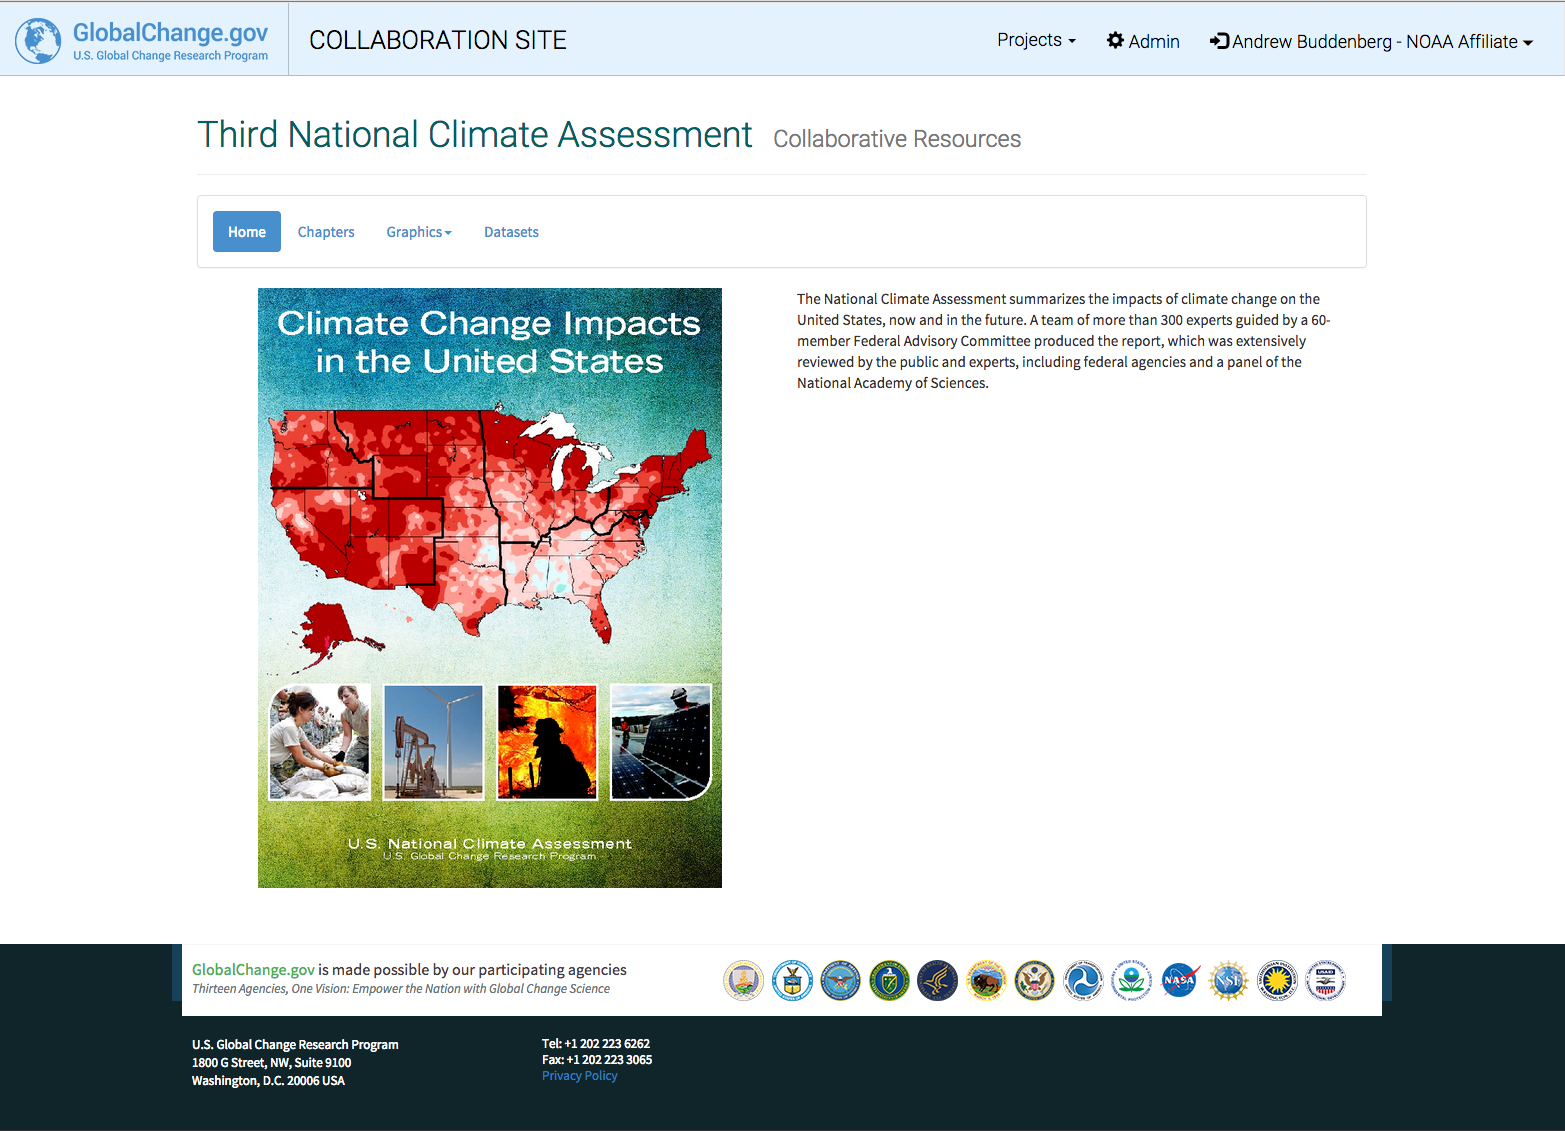 GlobalChange.gov
U.S. Global Change Research Program
COLLABORATION SITE
Projects
Admin
Andrew Buddenberg - NOAA Affiliate
Third National Climate Assessment Collaborative Resources
Home Chapters Graphics Datasets
Climate Change Impacts
in the United States
U.S. National Climate Assessment
U.S. Global Change Research Program
The National Climate Assessment summarizes the impacts of climate change on the
United States, now and in the future. A team of more than 300 experts guided by a 60-
member Federal Advisory Committee produced the report, which was extensively
reviewed by the public and experts, including federal agencies and a panel of the
National Academy of Sciences.
GlobalChange.gov is made possible by our participating agencies
Thirteen Agencies, One Vision: Empower the Nation with Global Change Science
NASA
NSF
USAID
U.S. Global Change Research Program
1800 G Street, NW, Suite 9100
Washington, D.C. 20006 USA
Tel: +1 202 223 6262
Fax: +1 202 223 3065
Privacy Policy